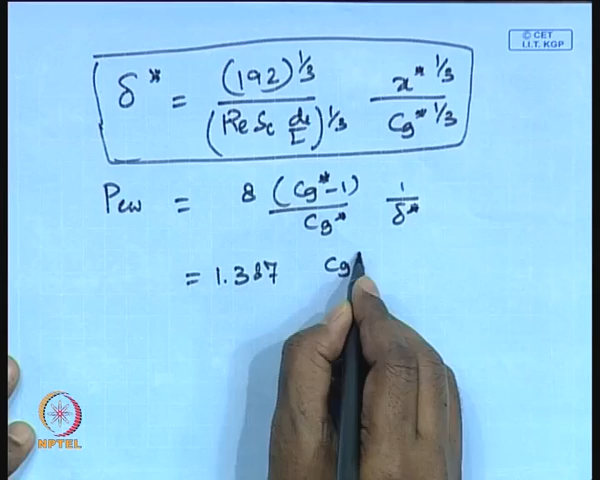 © CET
I.I.T. KGP
δ* = (192)^1/3 / (Re Sc de/L)^1/3 x*^1/3 / Cg*^1/3
Pew = 8 (Cg*-1) / Cg* 1/δ*
= 1.387 Cg
NPTEL